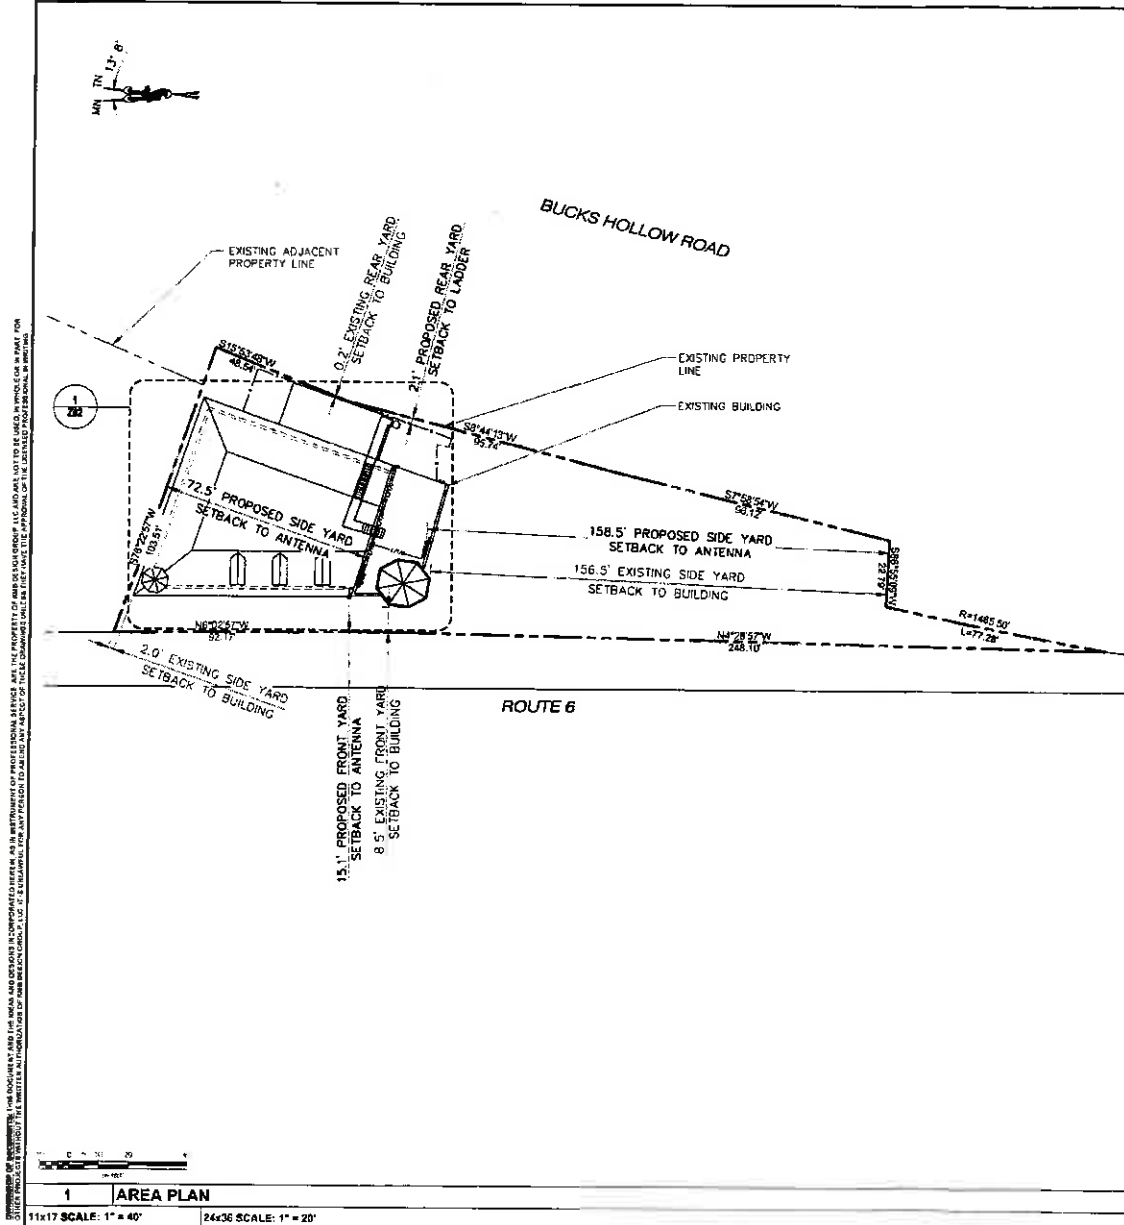 MN TN 13° 8'
BUCKS HOLLOW ROAD
EXISTING ADJACENT
PROPERTY LINE
0.2' EXISTING REAR YARD
SETBACK TO BUILDING
2.1' PROPOSED REAR YARD
SETBACK TO LADDER
EXISTING PROPERTY
LINE
EXISTING BUILDING
S15°53'48"W
48.54'
1
S8°44'13"W
95.74'
S7°58'54"W
98.12'
72.5' PROPOSED SIDE YARD
SETBACK TO ANTENNA
158.5' PROPOSED SIDE YARD
SETBACK TO ANTENNA
156.5' EXISTING SIDE YARD
SETBACK TO BUILDING
S78°22'57"W
103.51'
22.79'
R=1465.50'
L=77.28'
N6°02'57"W
92.17'
N4°28'57"W
248.10'
2.0' EXISTING SIDE YARD
SETBACK TO BUILDING
ROUTE 6
15.1' PROPOSED FRONT YARD
SETBACK TO ANTENNA
8.5' EXISTING FRONT YARD
SETBACK TO BUILDING
1 AREA PLAN
11x17 SCALE: 1" = 40'
24x36 SCALE: 1" = 20'